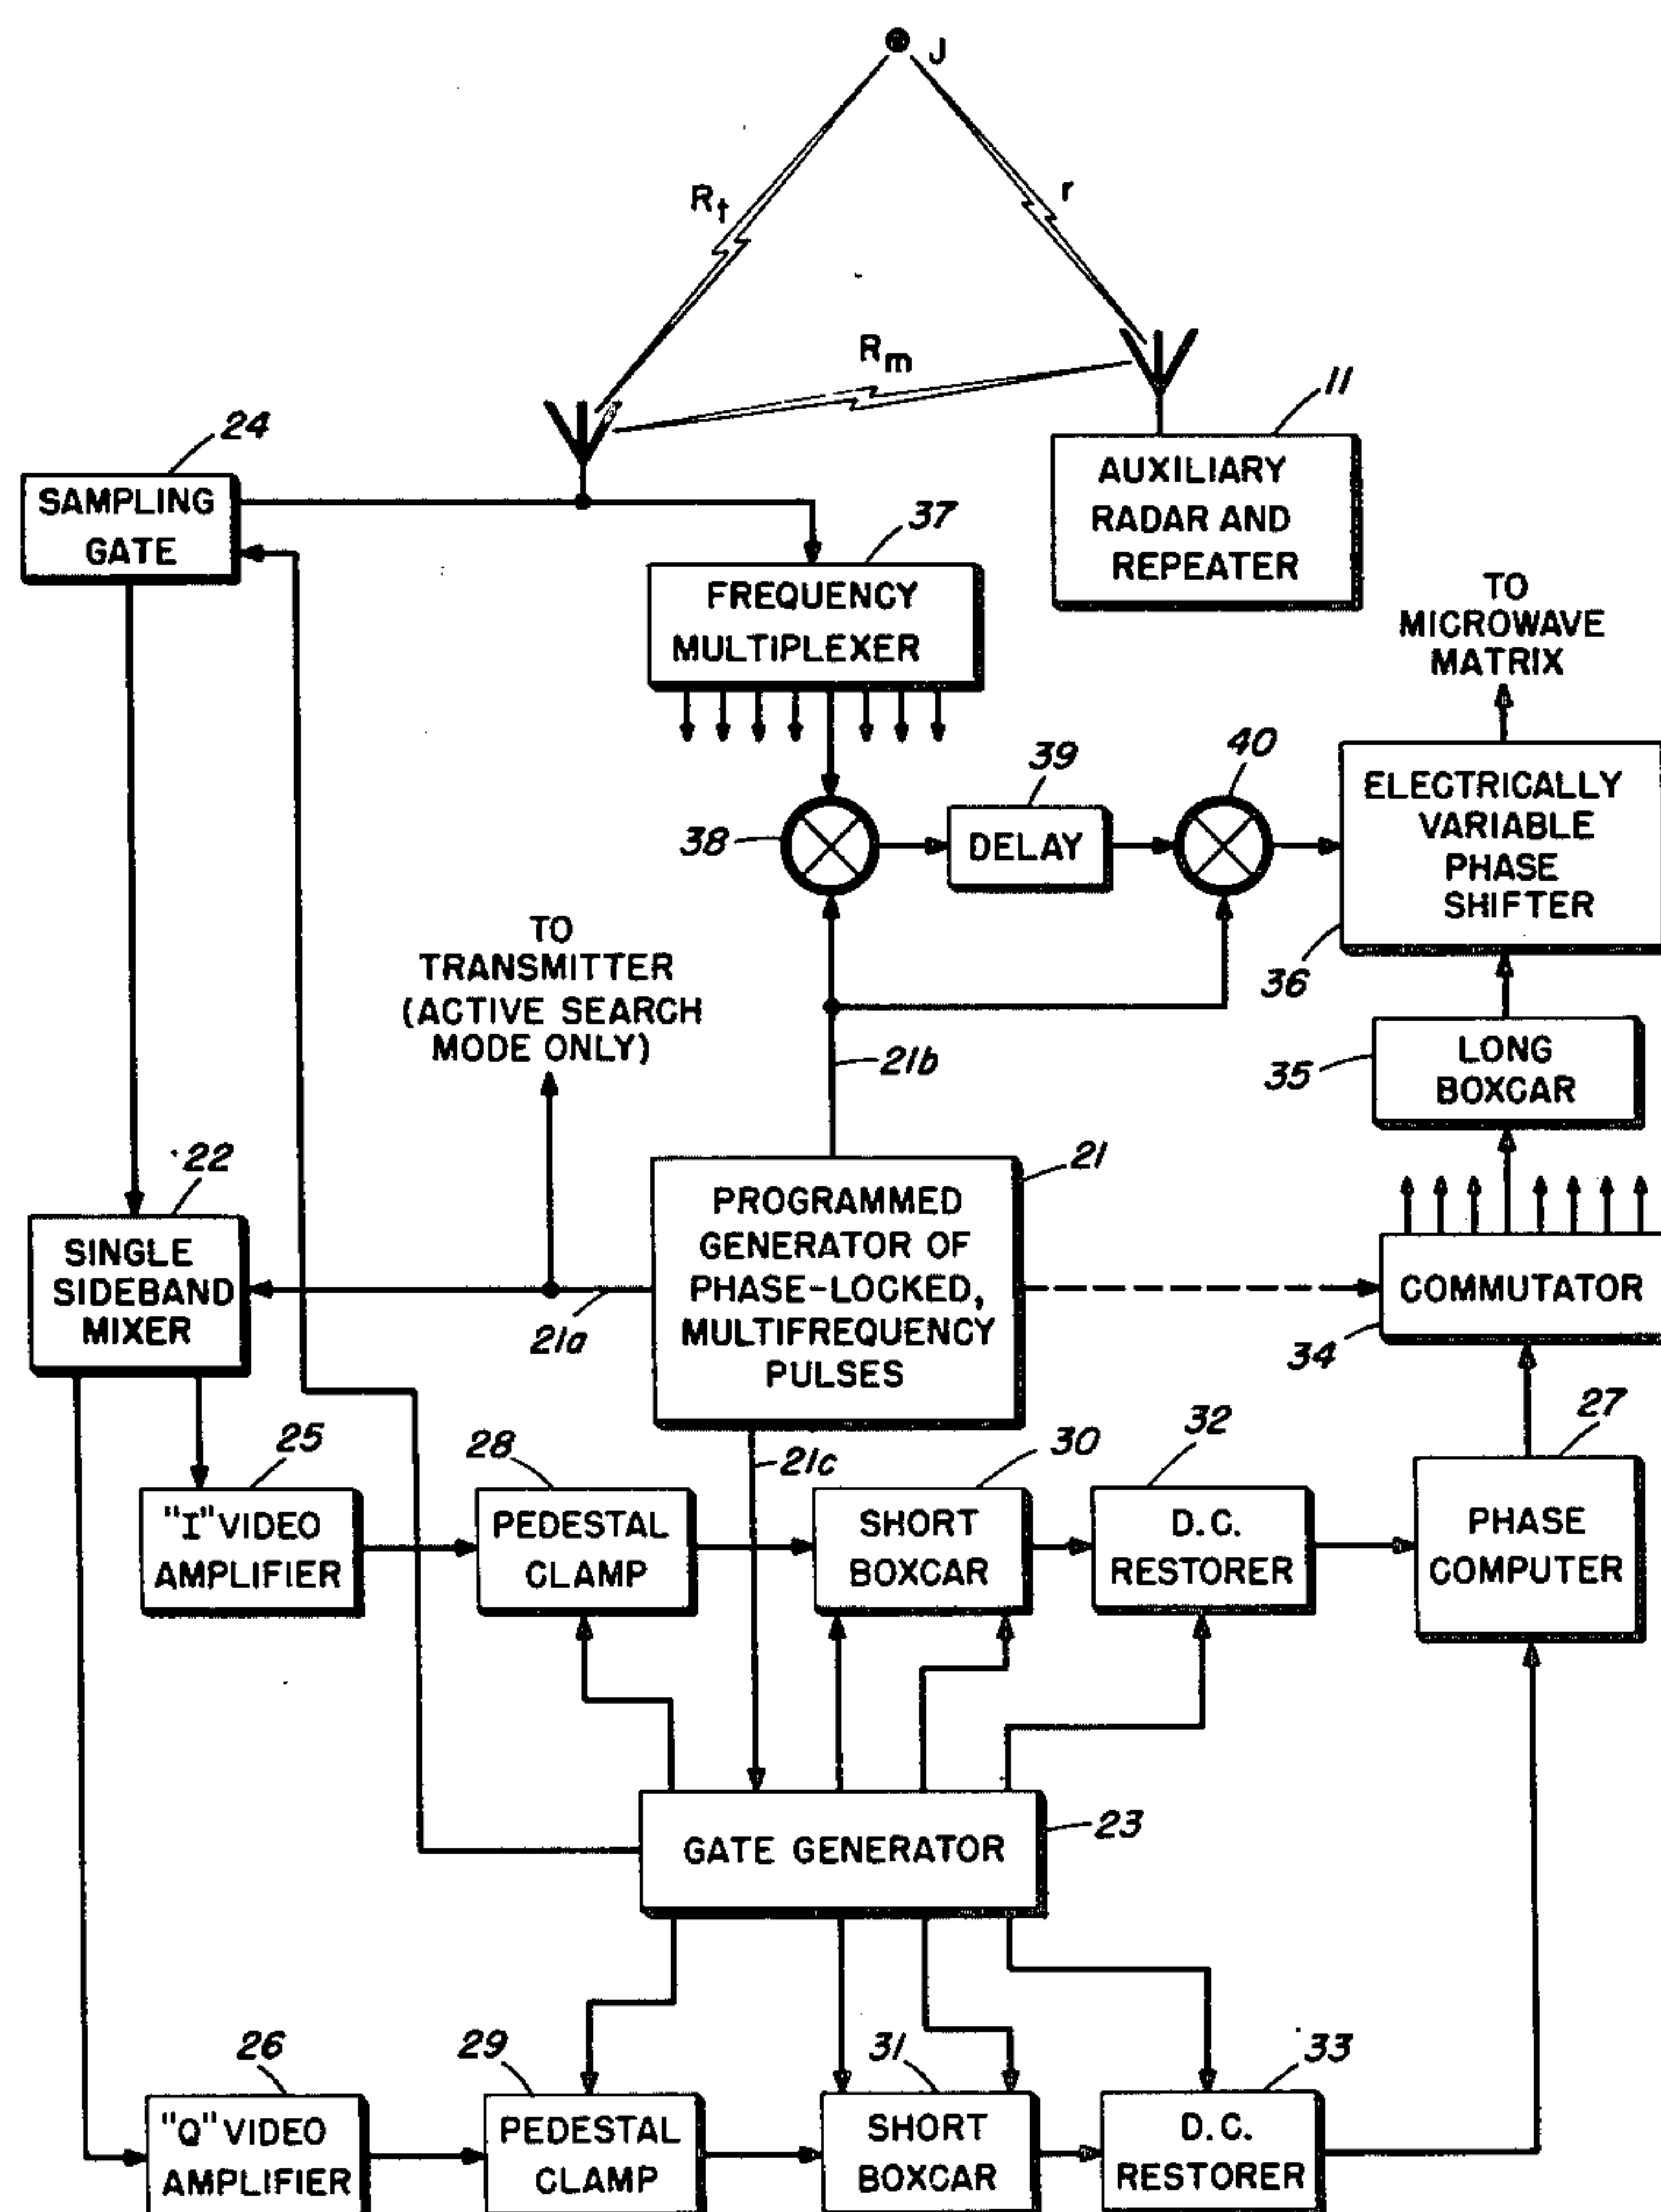 J
Rt
r
Rm
11
24
SAMPLING
GATE
AUXILIARY
RADAR AND
REPEATER
37
FREQUENCY
MULTIPLEXER
TO
MICROWAVE
MATRIX
38
39
DELAY
40
ELECTRICALLY
VARIABLE
PHASE
SHIFTER
36
TO
TRANSMITTER
(ACTIVE SEARCH
MODE ONLY)
21b
35
LONG
BOXCAR
22
SINGLE
SIDEBAND
MIXER
21a
21
PROGRAMMED
GENERATOR OF
PHASE-LOCKED,
MULTIFREQUENCY
PULSES
COMMUTATOR
34
25
"I" VIDEO
AMPLIFIER
28
PEDESTAL
CLAMP
21c
30
SHORT
BOXCAR
32
D.C.
RESTORER
27
PHASE
COMPUTER
GATE GENERATOR
23
26
"Q" VIDEO
AMPLIFIER
29
PEDESTAL
CLAMP
31
SHORT
BOXCAR
33
D.C.
RESTORER